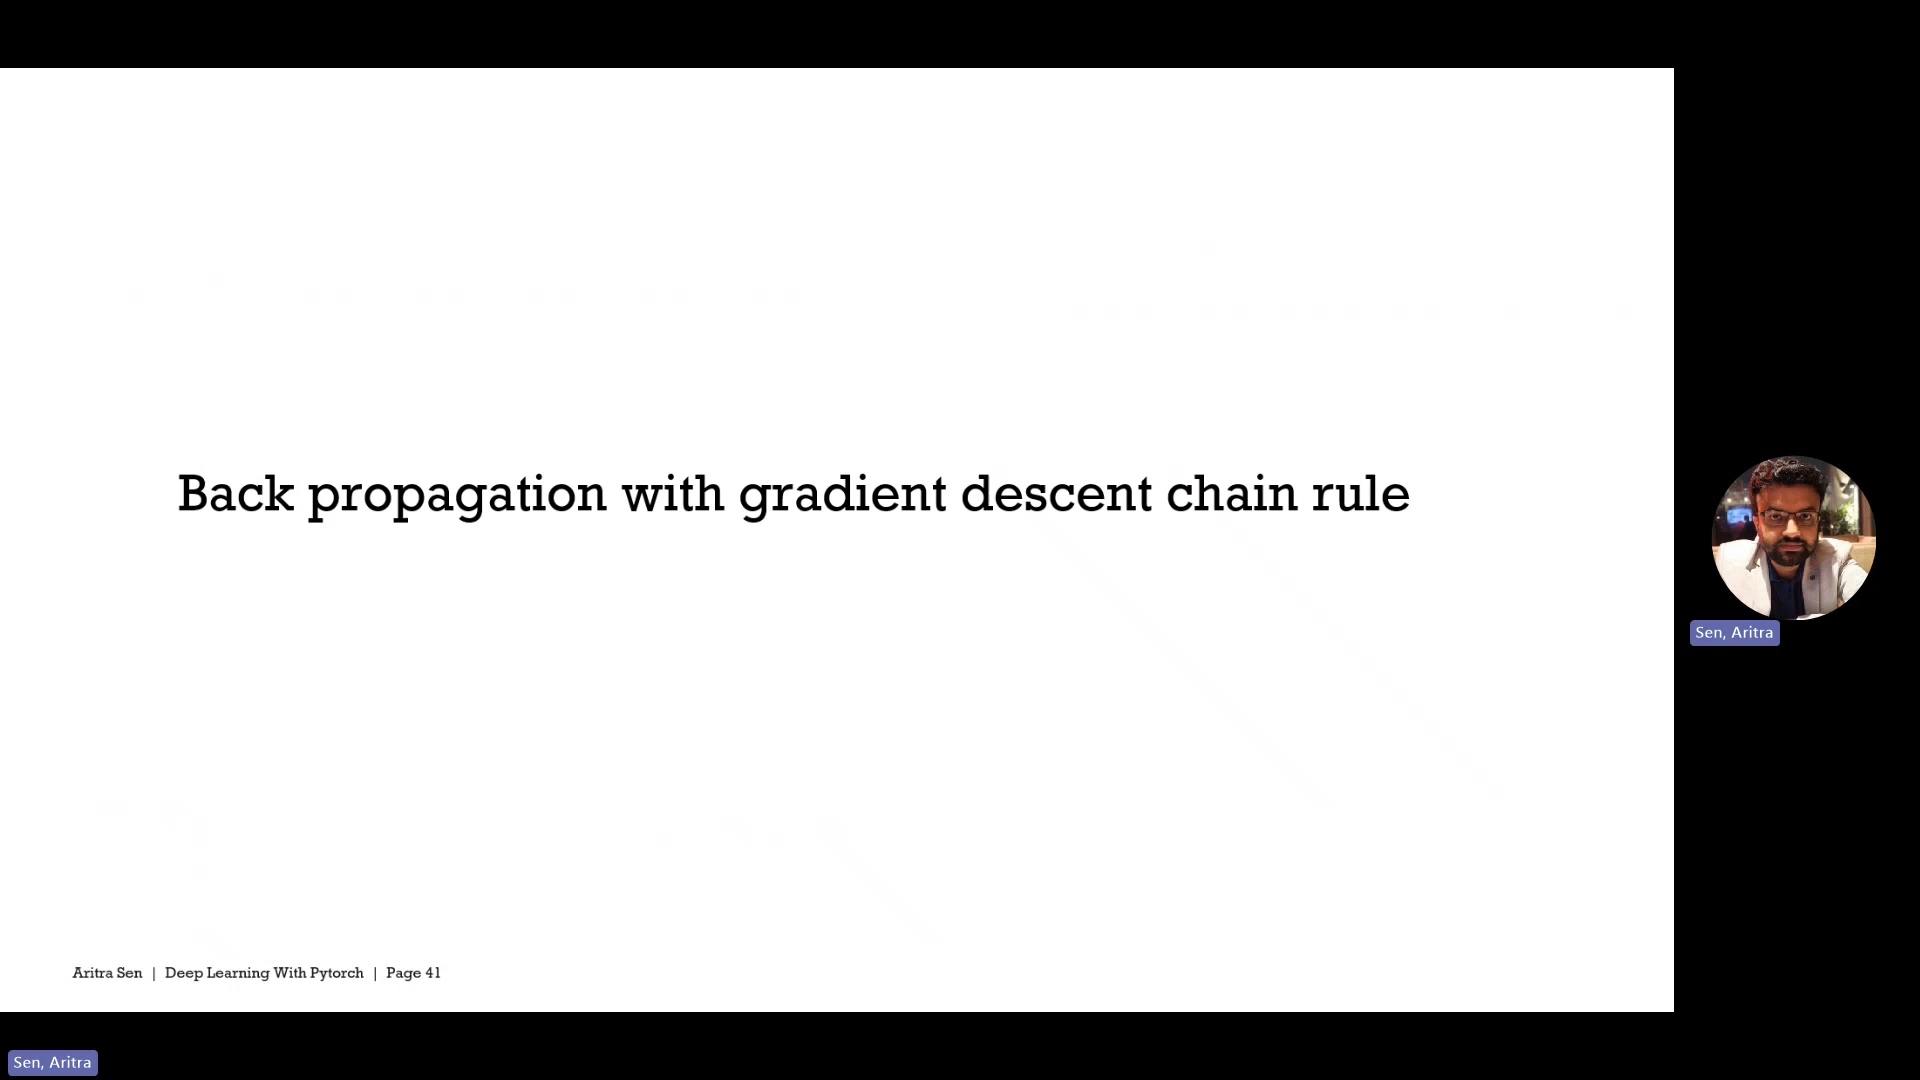 Back propagation with gradient descent chain rule
Sen, Aritra
Aritra Sen | Deep Learning With Pytorch | Page 41
Sen, Aritra